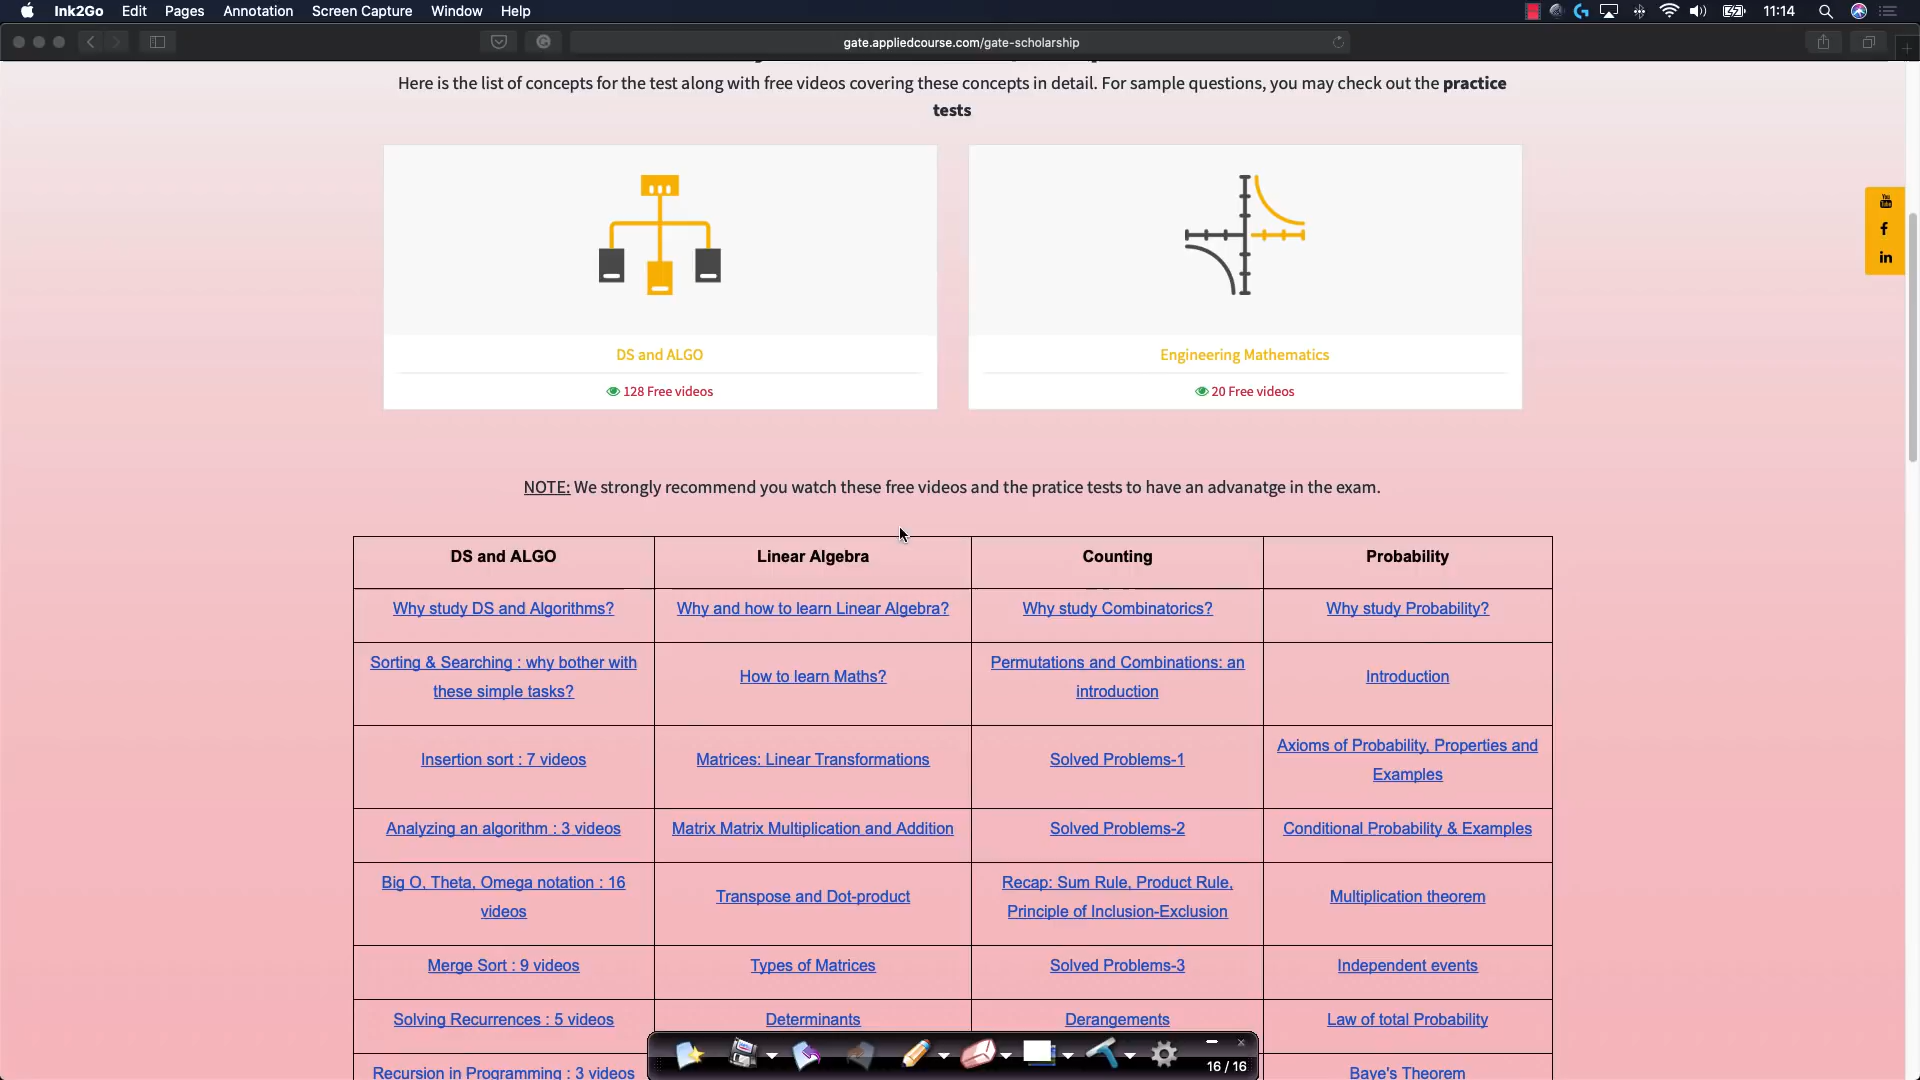 Ink2Go Edit Pages Annotation Screen Capture Window Help 11:14
gate.appliedcourse.com/gate-scholarship
Here is the list of concepts for the test along with free videos covering these concepts in detail. For sample questions, you may check out the practice
tests
DS and ALGO
128 Free videos
Engineering Mathematics
20 Free videos
NOTE: We strongly recommend you watch these free videos and the pratice tests to have an advanatge in the exam.
DS and ALGO Linear Algebra Counting Probability
Why study DS and Algorithms? Why and how to learn Linear Algebra? Why study Combinatorics? Why study Probability?
Sorting & Searching : why bother with
these simple tasks?
How to learn Maths?
Permutations and Combinations: an
introduction
Introduction
Insertion sort : 7 videos Matrices: Linear Transformations Solved Problems-1
Axioms of Probability, Properties and
Examples
Analyzing an algorithm : 3 videos Matrix Matrix Multiplication and Addition Solved Problems-2 Conditional Probability & Examples
Big O, Theta, Omega notation : 16
videos
Transpose and Dot-product
Recap: Sum Rule, Product Rule,
Principle of Inclusion-Exclusion
Multiplication theorem
Merge Sort : 9 videos Types of Matrices Solved Problems-3 Independent events
Solving Recurrences : 5 videos Determinants Derangements Law of total Probability
Recursion in Programming : 3 videos Baye's Theorem
16 / 16